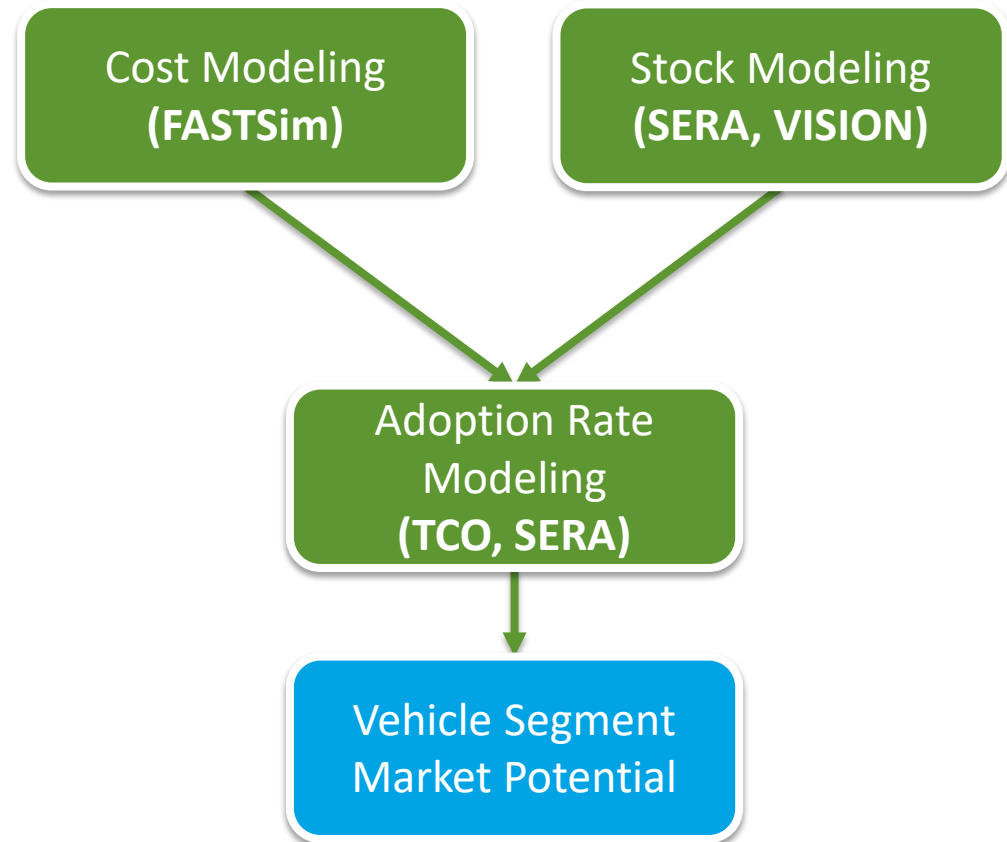 Cost Modeling
(FASTSim)
Stock Modeling
(SERA, VISION)
Adoption Rate
Modeling
(TCO, SERA)
Vehicle Segment
Market Potential